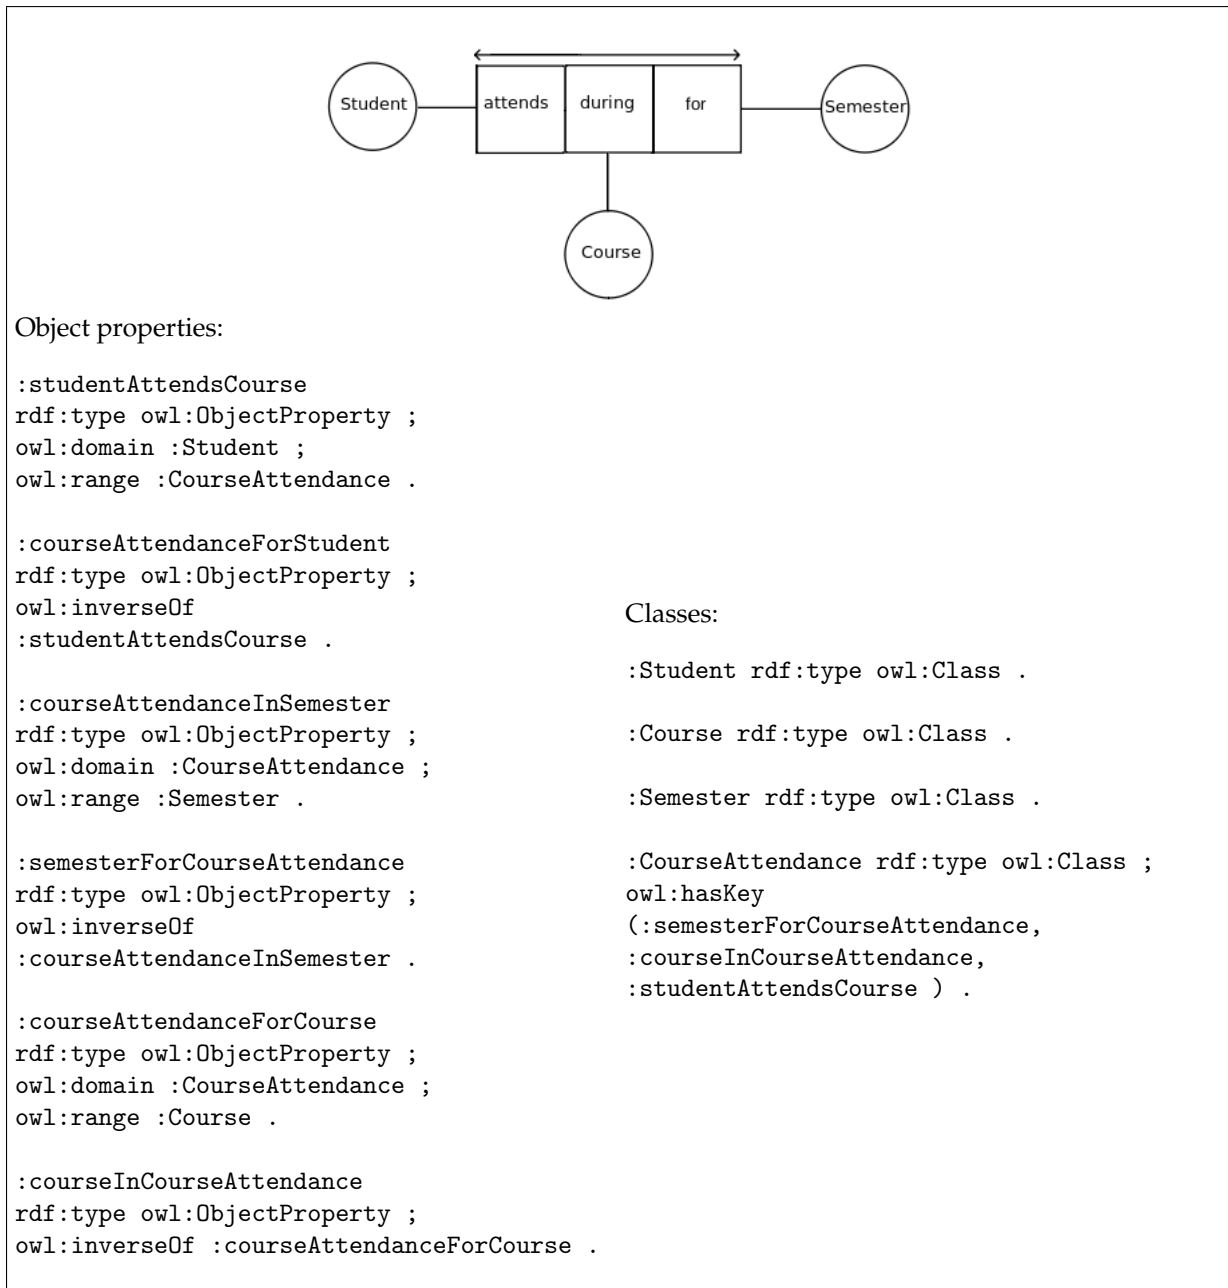 Student
attends
during
for
Semester
Course
Object properties:
:studentAttendsCourse
rdf:type owl:ObjectProperty ;
owl:domain :Student ;
owl:range :CourseAttendance .
:courseAttendanceForStudent
rdf:type owl:ObjectProperty ;
owl:inverseOf
:studentAttendsCourse .
:courseAttendanceInSemester
rdf:type owl:ObjectProperty ;
owl:domain :CourseAttendance ;
owl:range :Semester .
:semesterForCourseAttendance
rdf:type owl:ObjectProperty ;
owl:inverseOf
:courseAttendanceInSemester .
:courseAttendanceForCourse
rdf:type owl:ObjectProperty ;
owl:domain :CourseAttendance ;
owl:range :Course .
:courseInCourseAttendance
rdf:type owl:ObjectProperty ;
owl:inverseOf :courseAttendanceForCourse .
Classes:
:Student rdf:type owl:Class .
:Course rdf:type owl:Class .
:Semester rdf:type owl:Class .
:CourseAttendance rdf:type owl:Class ;
owl:hasKey
(:semesterForCourseAttendance,
:courseInCourseAttendance,
:studentAttendsCourse ) .